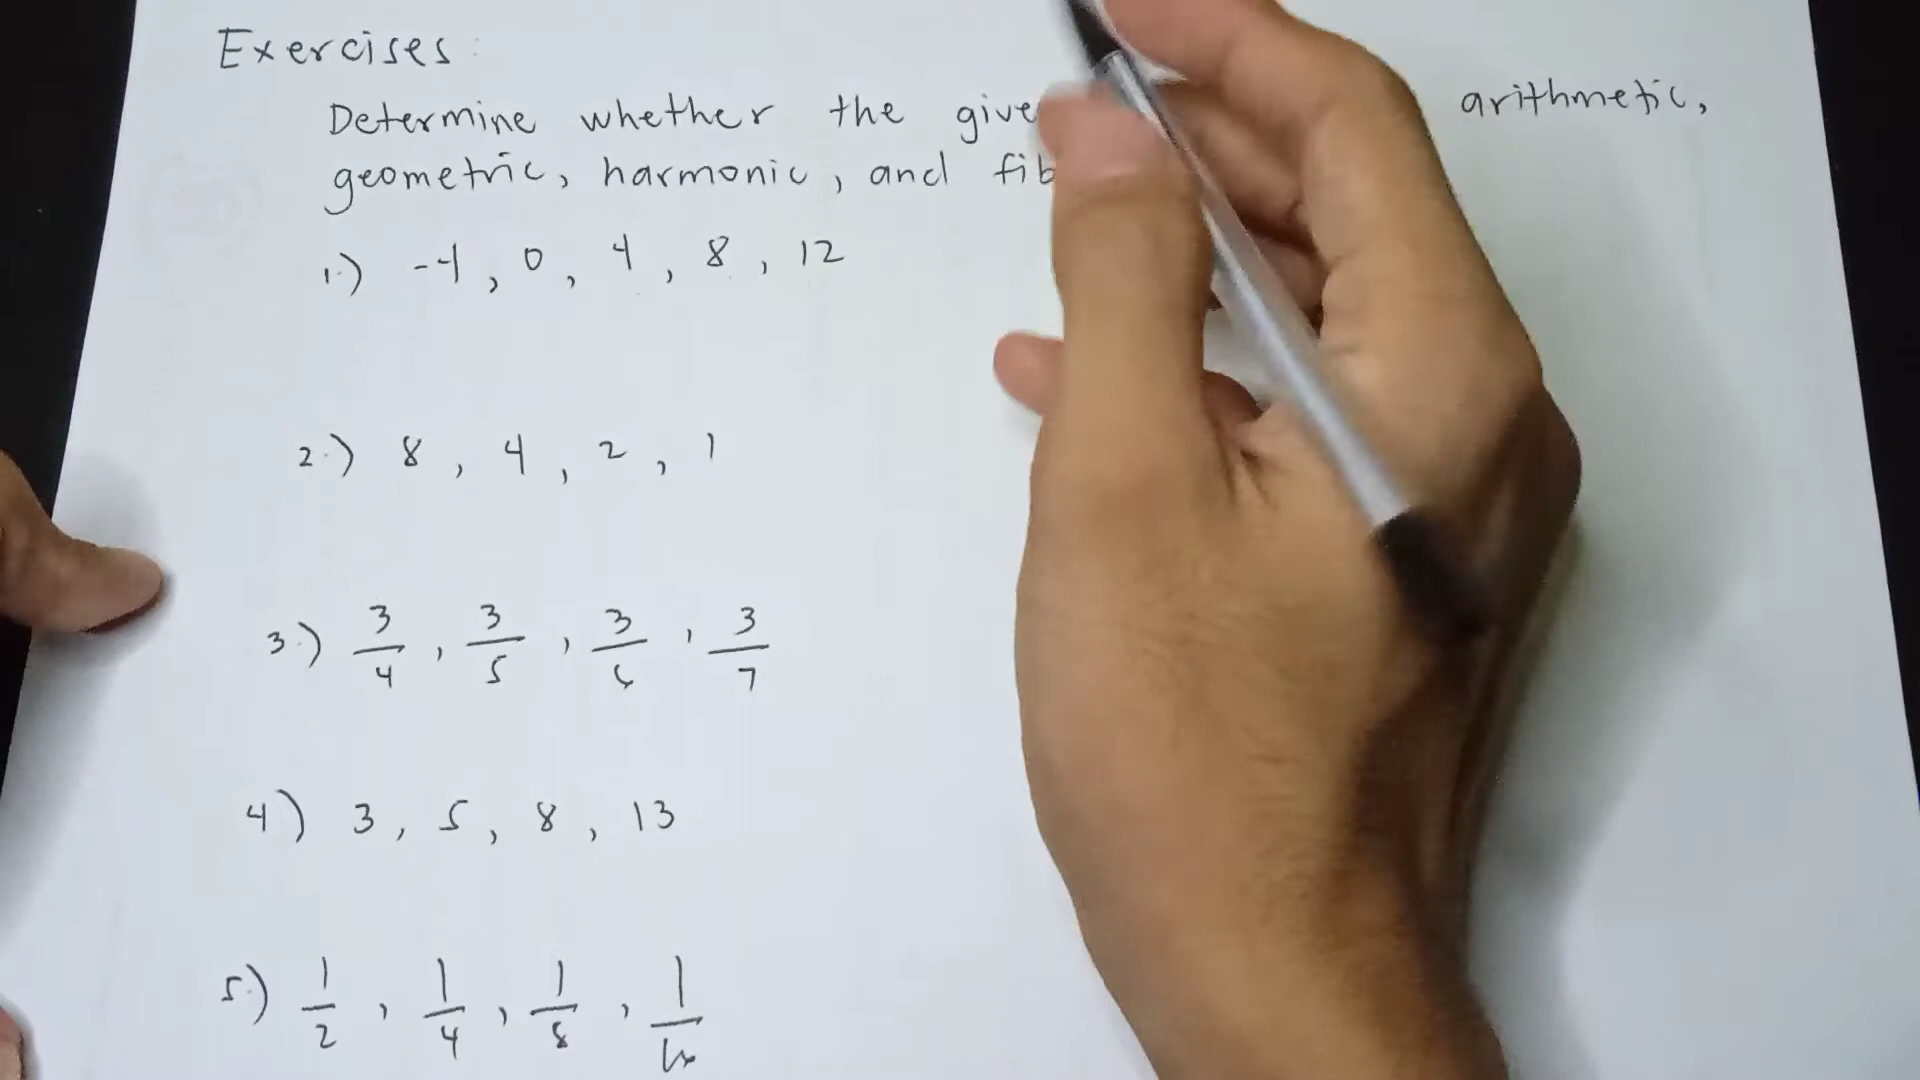 Exercises:
Determine whether the give arithmetic,
geometric, harmonic, and fib
1.) -4, 0, 4, 8, 12
2.) 8, 4, 2, 1
3.) 3/4, 3/5, 3/6, 3/7
4) 3, 5, 8, 13
5.) 1/2, 1/4, 1/8, 1/16